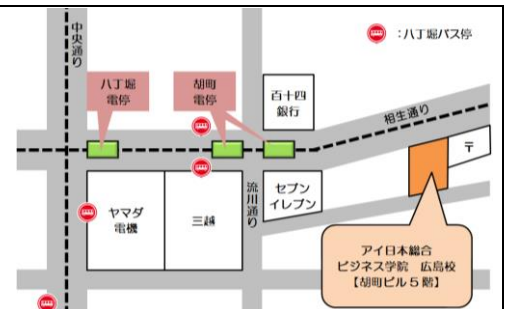 中央通り
：八丁堀バス停
八丁堀
電停
胡町
電停
百十四
銀行
相生通り
〒
ヤマダ
電機
三越
流川通り
セブン
イレブン
アイ日本総合
ビジネス学院　広島校
【胡町ビル５階】